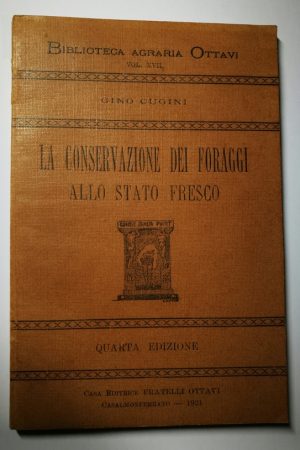 BIBLIOTECA AGRARIA OTTAVI
VOL. XVII.
GINO CUGINI
LA CONSERVAZIONE DEI FORAGGI
ALLO STATO FRESCO
QUARTA EDIZIONE
CASA EDITRICE FRATELLI OTTAVI
CASALMONFERRATO — 1921